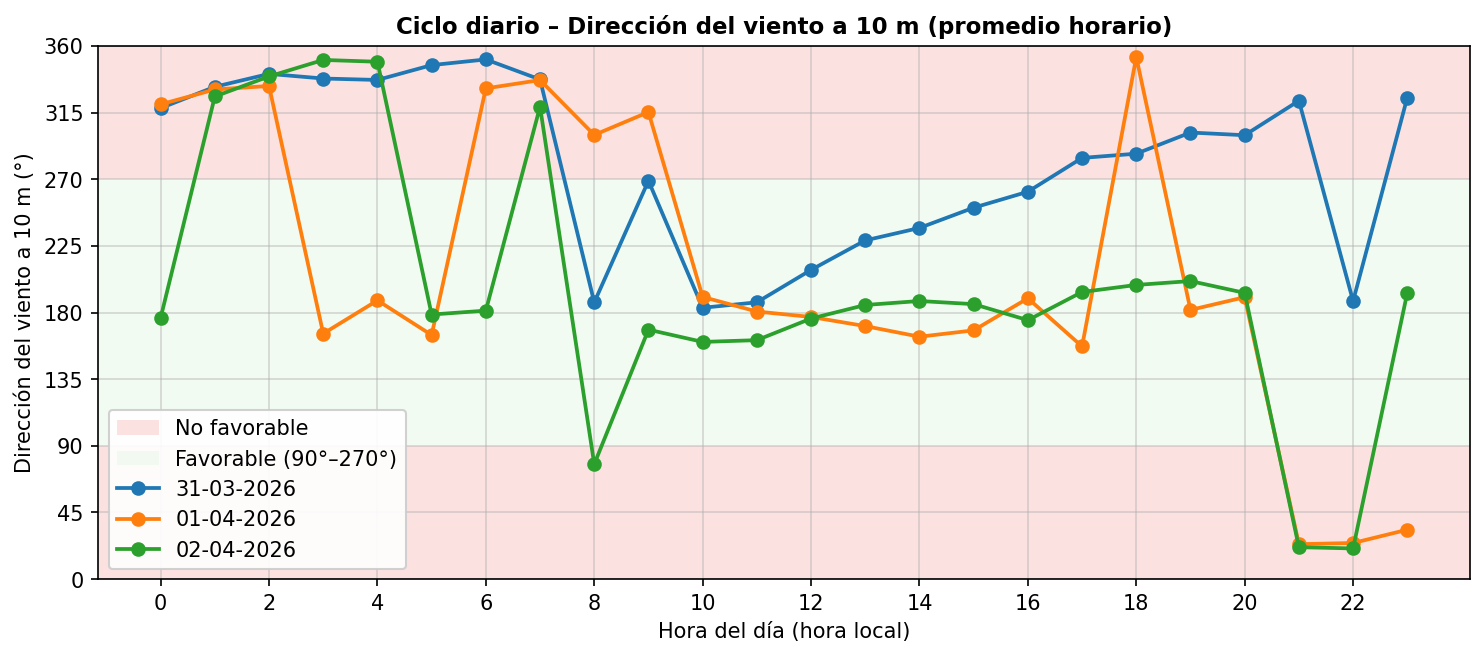 Ciclo diario – Dirección del viento a 10 m (promedio horario)
Dirección del viento a 10 m (°)
360
315
270
225
180
135
90
45
0
No favorable
Favorable (90°–270°)
31-03-2026
01-04-2026
02-04-2026
0 2 4 6 8 10 12 14 16 18 20 22
Hora del día (hora local)